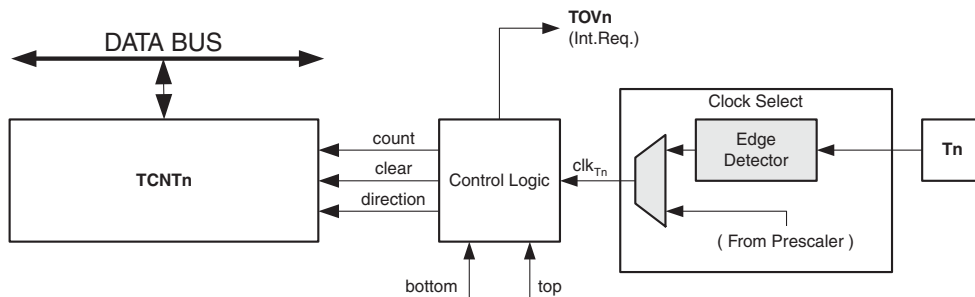 TOVn
(Int.Req.)
DATA BUS
Clock Select
TCNTn
count
clear
direction
Control Logic
clkTn
Edge
Detector
Tn
( From Prescaler )
bottom
top